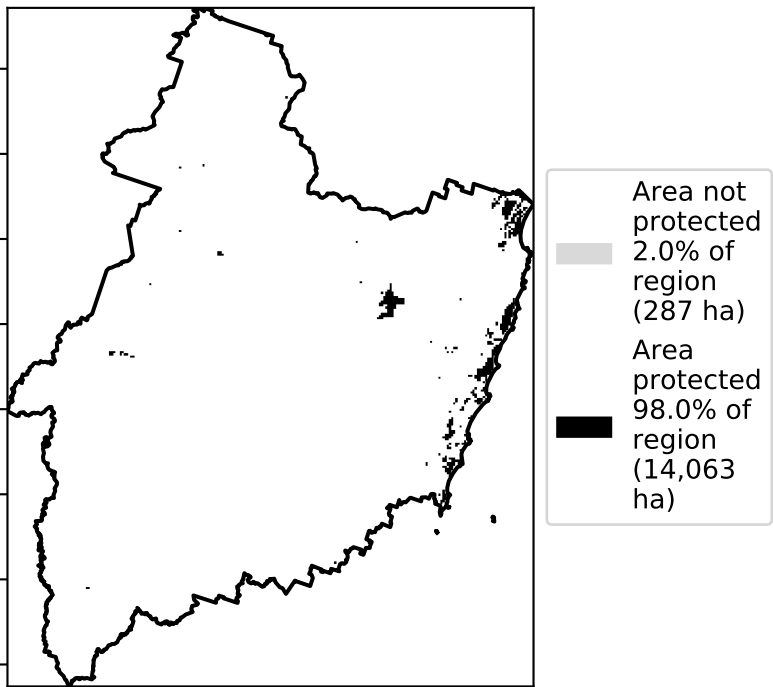 Area not
protected
2.0% of
region
(287 ha)
Area
protected
98.0% of
region
(14,063
ha)